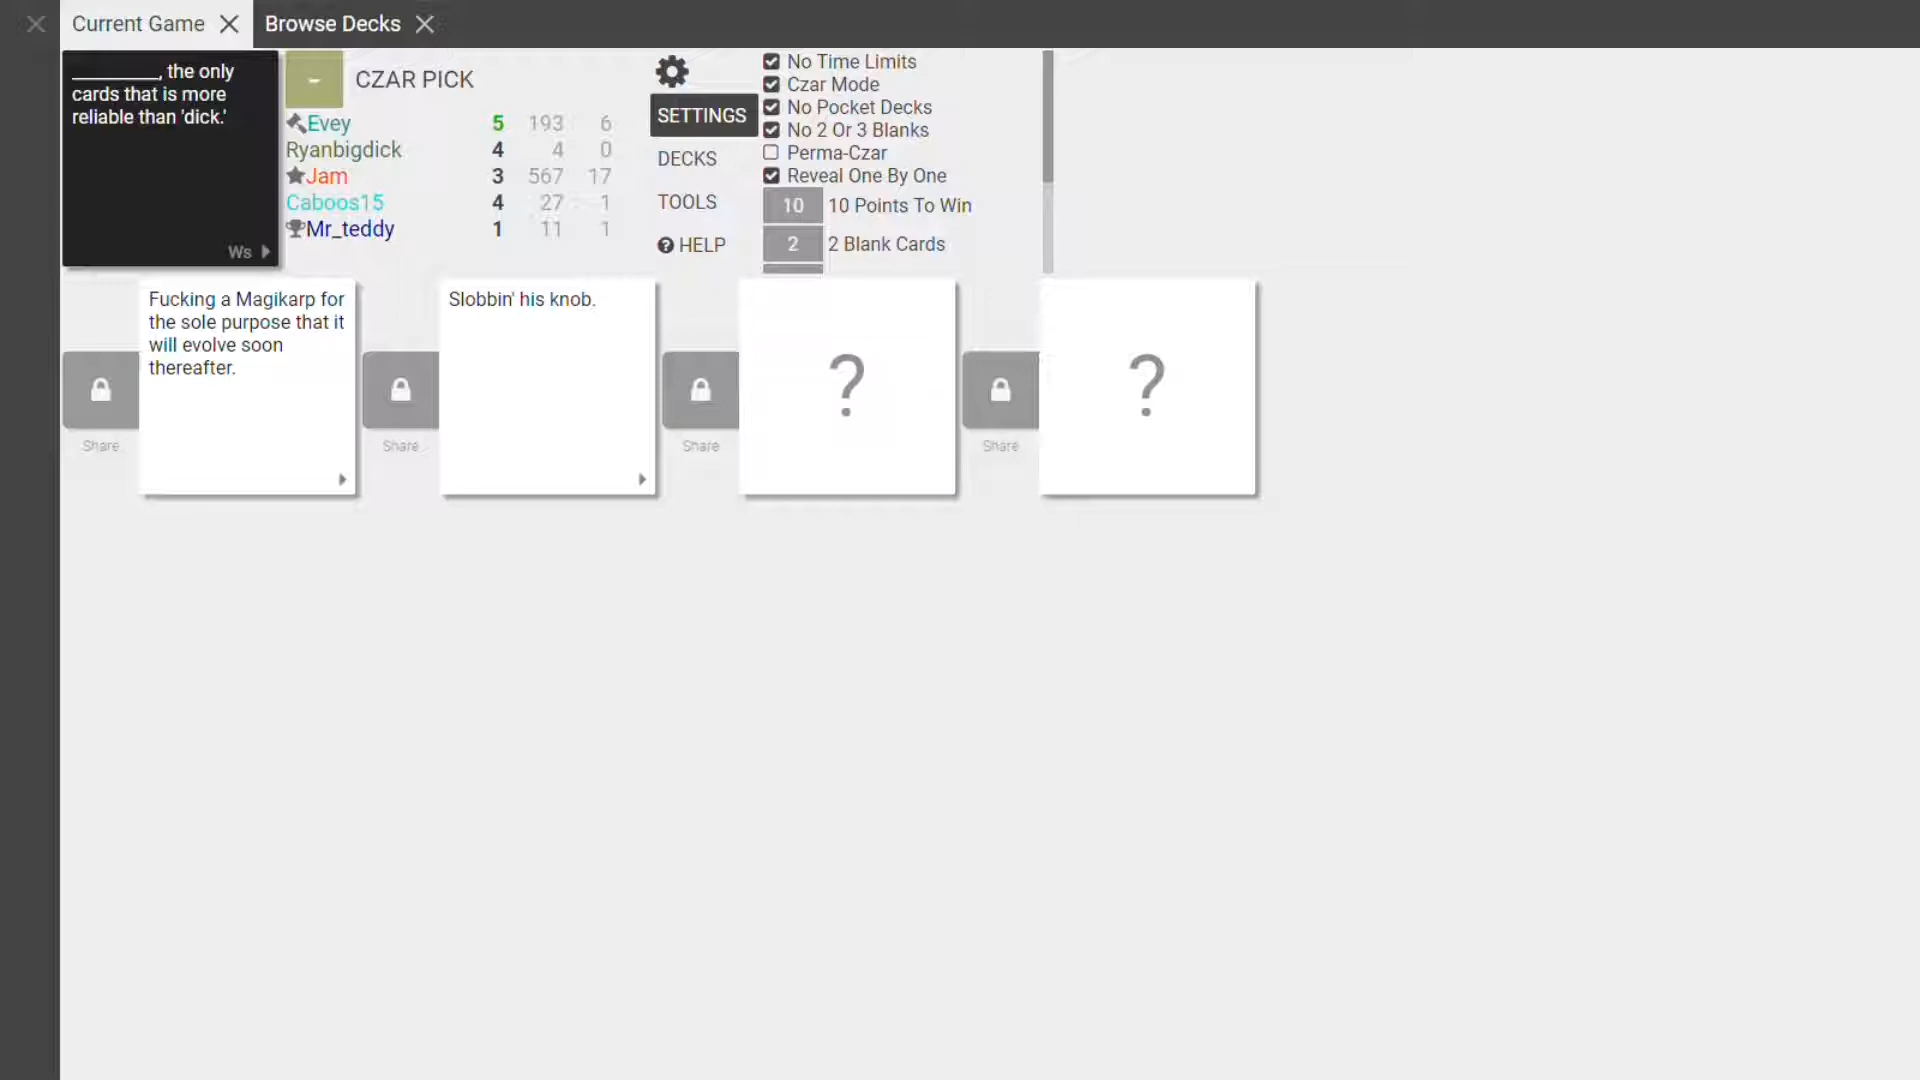 Current Game
Browse Decks
_________, the only
cards that is more
reliable than 'dick.'
Ws
-
CZAR PICK
Evey 5 193 6
Ryanbigdick 4 4 0
Jam 3 567 17
Caboos15 4 27 1
Mr_teddy 1 11 1
SETTINGS
DECKS
TOOLS
HELP
No Time Limits
Czar Mode
No Pocket Decks
No 2 Or 3 Blanks
Perma-Czar
Reveal One By One
10 10 Points To Win
2 2 Blank Cards
Share
Fucking a Magikarp for
the sole purpose that it
will evolve soon
thereafter.
Share
Slobbin' his knob.
Share
?
Share
?